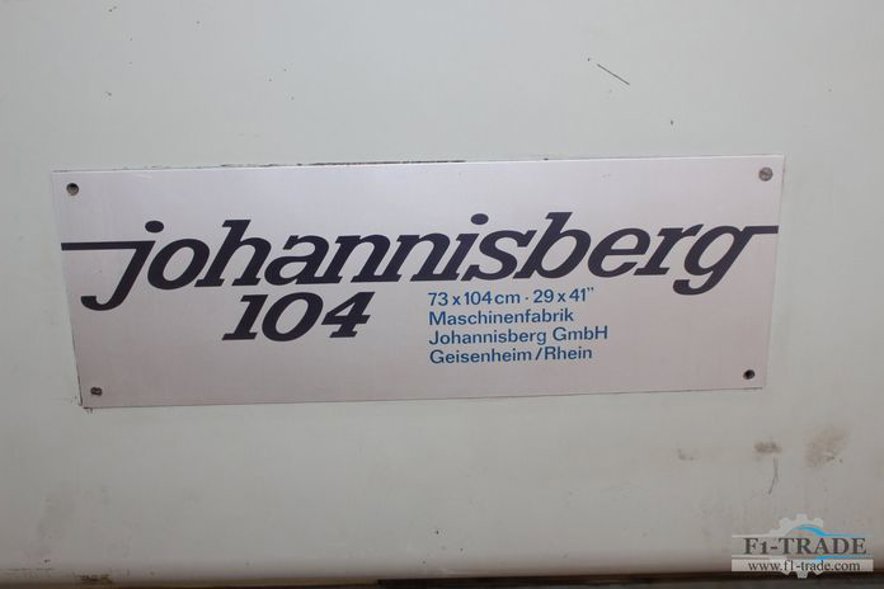 johannisberg
104
73 x 104 cm · 29 x 41"
Maschinenfabrik
Johannisberg GmbH
Geisenheim/Rhein
F1-TRADE
www.f1-trade.com